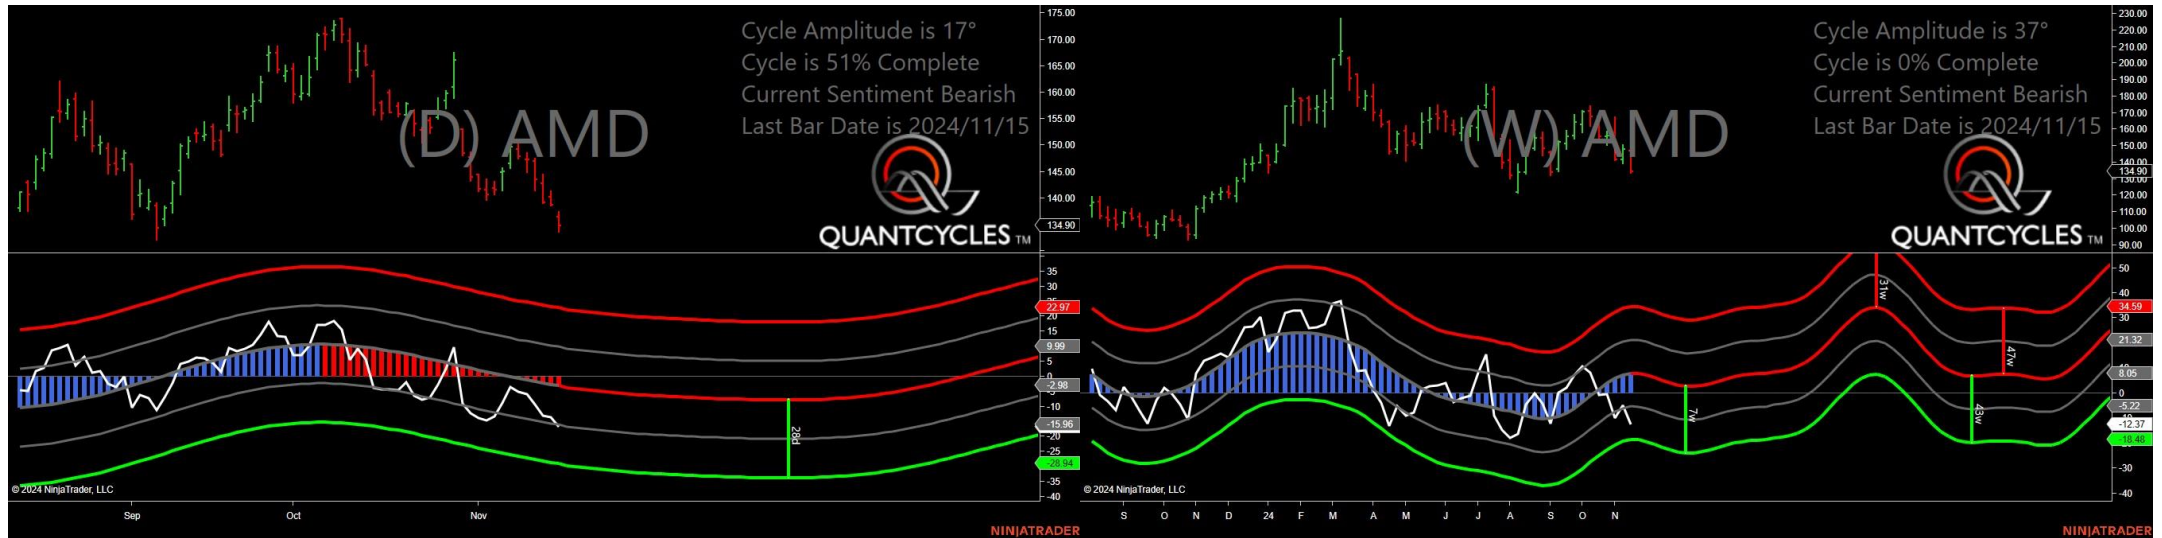 Cycle Amplitude is 17°
Cycle is 51% Complete
Current Sentiment Bearish
Last Bar Date is 2024/11/15
(D) AMD
QUANTCYCLES TM
175.00
170.00
165.00
160.00
155.00
150.00
145.00
140.00
134.90
35
30
22.97
20
15
9.99
5
0
-2.98
-10
-15.96
-20
-25
-28.94
-35
-40
28d
© 2024 NinjaTrader, LLC
Sep Oct Nov
NINJATRADER
Cycle Amplitude is 37°
Cycle is 0% Complete
Current Sentiment Bearish
Last Bar Date is 2024/11/15
(W) AMD
QUANTCYCLES TM
230.00
220.00
210.00
200.00
190.00
180.00
170.00
160.00
150.00
140.00
134.90
130.00
120.00
110.00
100.00
90.00
50
40
34.59
30
21.32
8.05
0
-5.22
-12.37
-18.48
-30
-40
7w
31w
43w
47w
© 2024 NinjaTrader, LLC
S O N D 24 F M A M J J A S O N
NINJATRADER